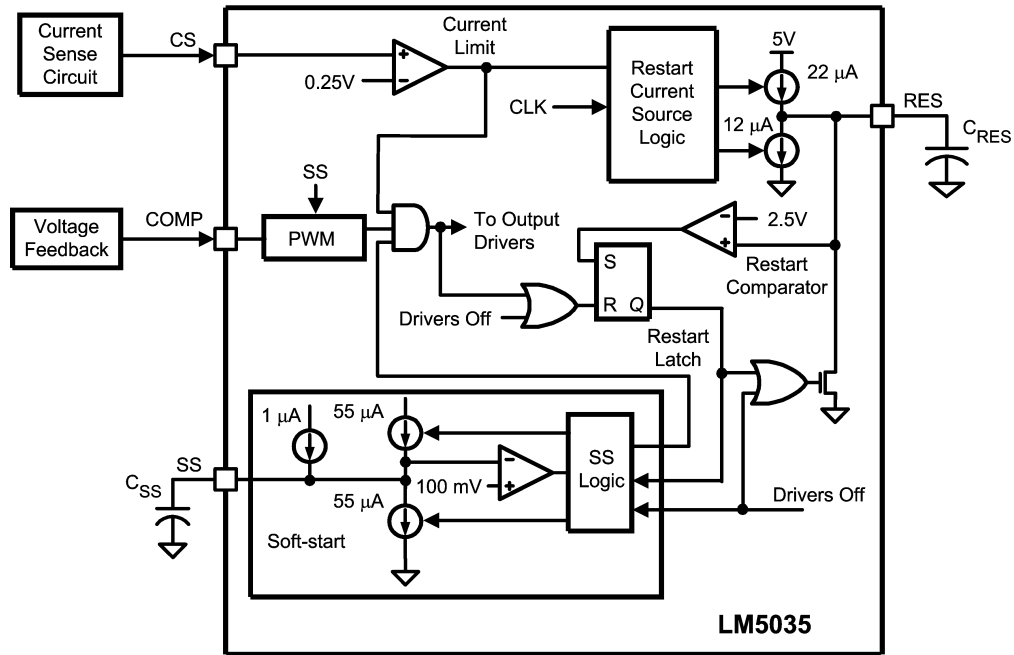 Current
Sense
Circuit
CS
Current
Limit
0.25V
CLK
Restart
Current
Source
Logic
5V
22 μA
12 μA
RES
CRES
SS
Voltage
Feedback
COMP
PWM
To Output
Drivers
2.5V
Restart
Comparator
S
R Q
Drivers Off
Restart
Latch
1 μA
55 μA
SS
CSS
100 mV
SS
Logic
55 μA
Soft-start
Drivers Off
LM5035